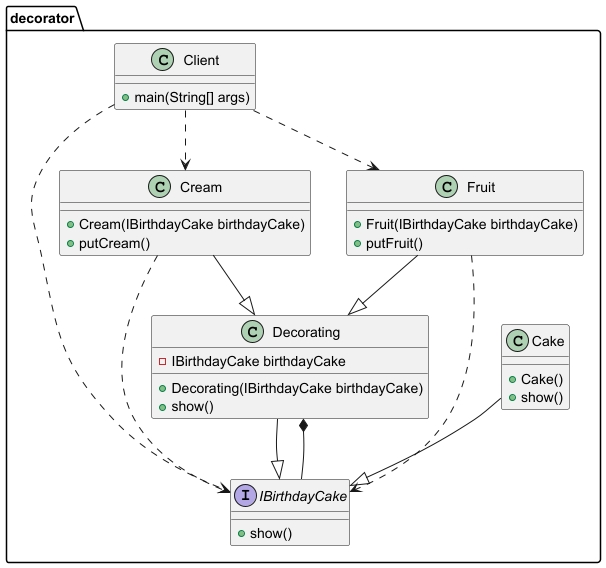 decorator
C Client
main(String[] args)
C Cream
Cream(IBirthdayCake birthdayCake)
putCream()
C Fruit
Fruit(IBirthdayCake birthdayCake)
putFruit()
C Decorating
IBirthdayCake birthdayCake
Decorating(IBirthdayCake birthdayCake)
show()
C Cake
Cake()
show()
I IBirthdayCake
show()